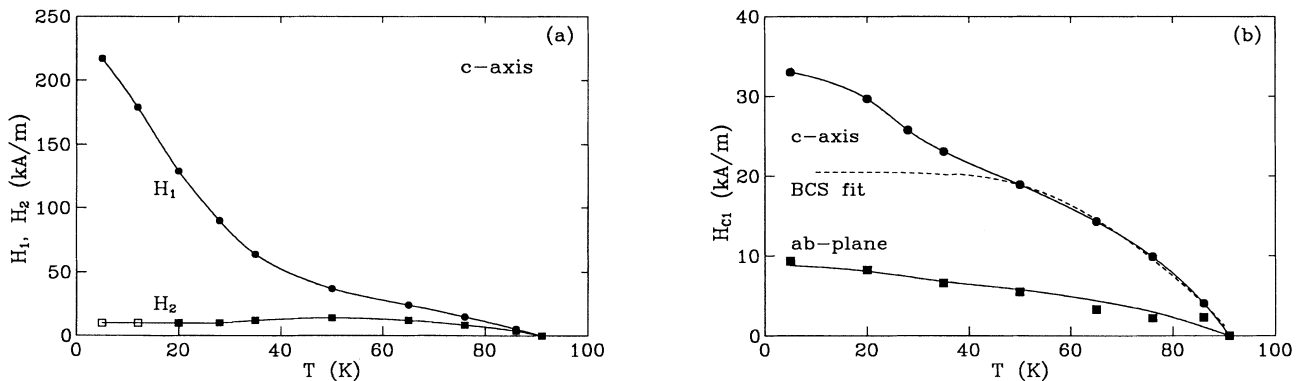 (a)
c-axis
H₁, H₂ (kA/m)
250
200
150
100
50
0
H₁
H₂
0 20 40 60 80 100
T (K)
(b)
H_C1 (kA/m)
40
30
20
10
0
c-axis
BCS fit
ab-plane
0 20 40 60 80 100
T (K)